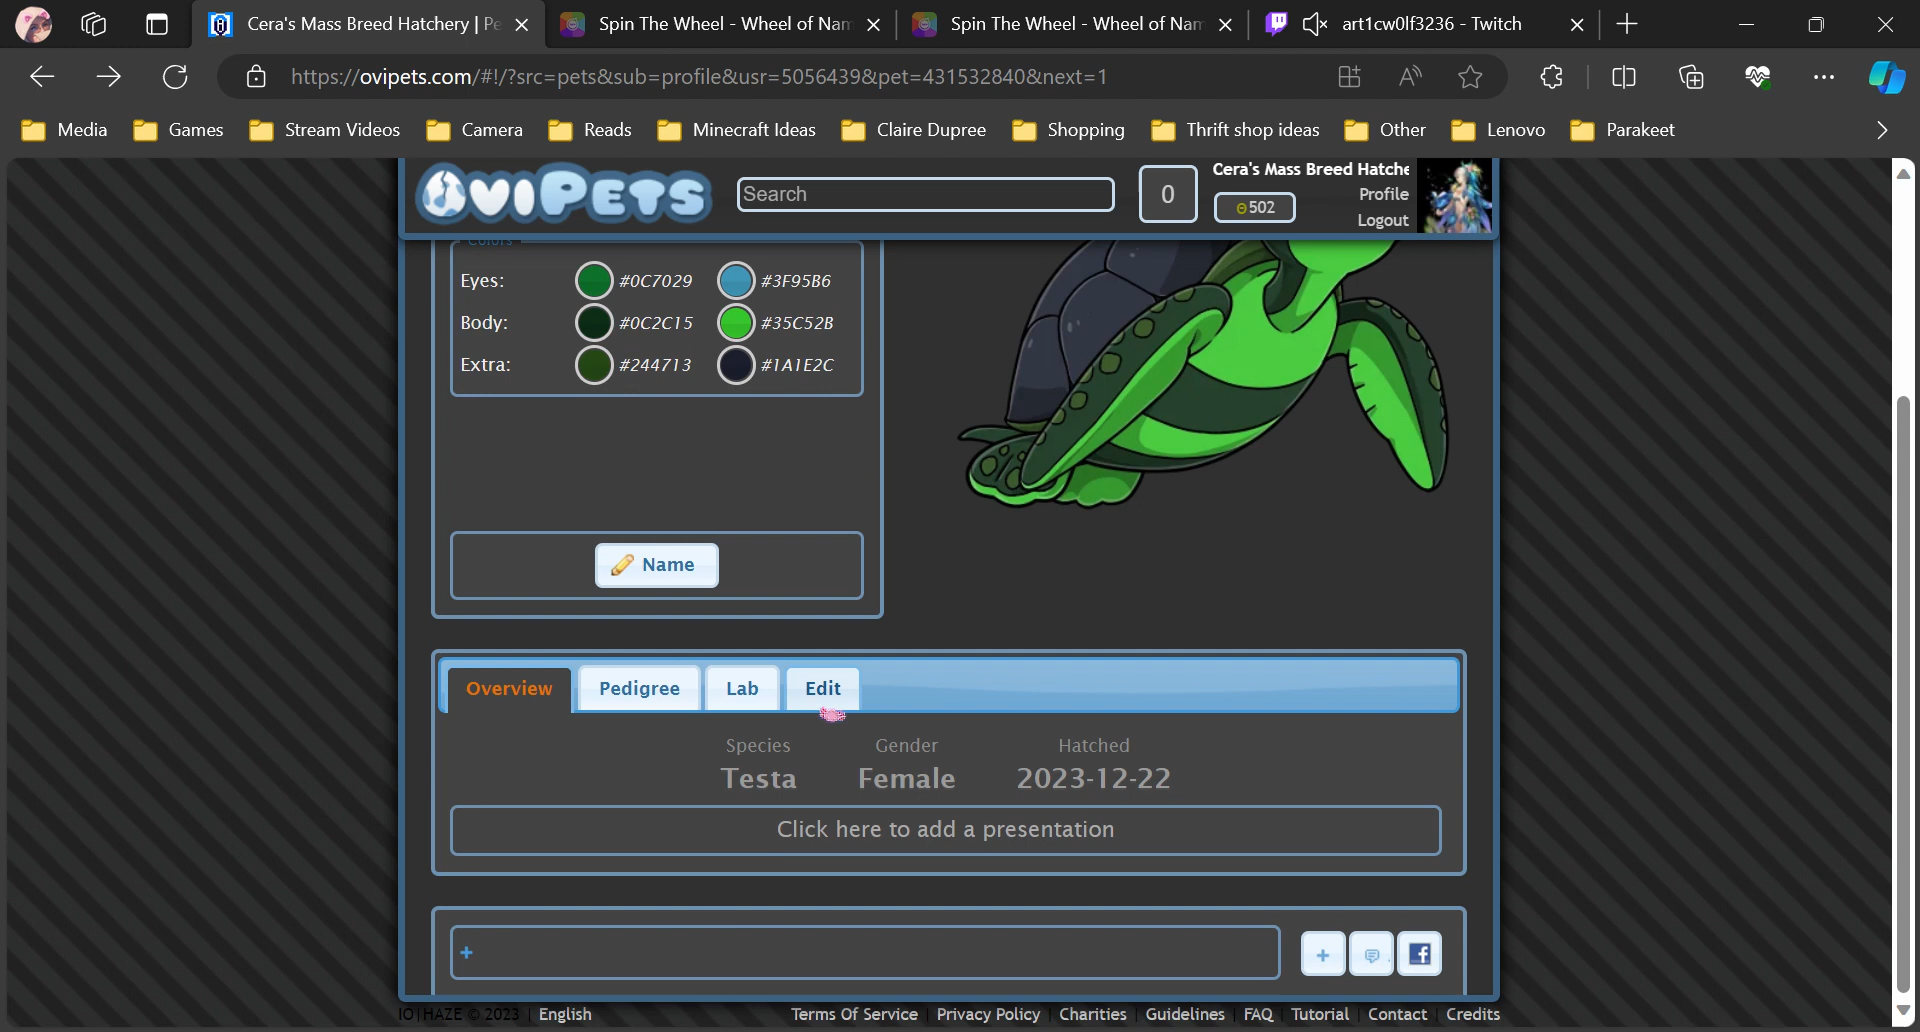 Cera's Mass Breed Hatchery | Pe
Spin The Wheel - Wheel of Nam
Spin The Wheel - Wheel of Nam
art1cw0lf3236 - Twitch
https://ovipets.com/#!/?src=pets&sub=profile&usr=5056439&pet=431532840&next=1
Media Games Stream Videos Camera Reads Minecraft Ideas Claire Dupree Shopping Thrift shop ideas Other Lenovo Parakeet
OviPets
Search
0
Cera's Mass Breed Hatche
502
Profile
Logout
Colors
Eyes: #0C7029 #3F95B6
Body: #0C2C15 #35C52B
Extra: #244713 #1A1E2C
Name
Overview Pedigree Lab Edit
Species Gender Hatched
Testa Female 2023-12-22
Click here to add a presentation
+
+
IO|HAZE © 2023 English Terms Of Service Privacy Policy Charities Guidelines FAQ Tutorial Contact Credits